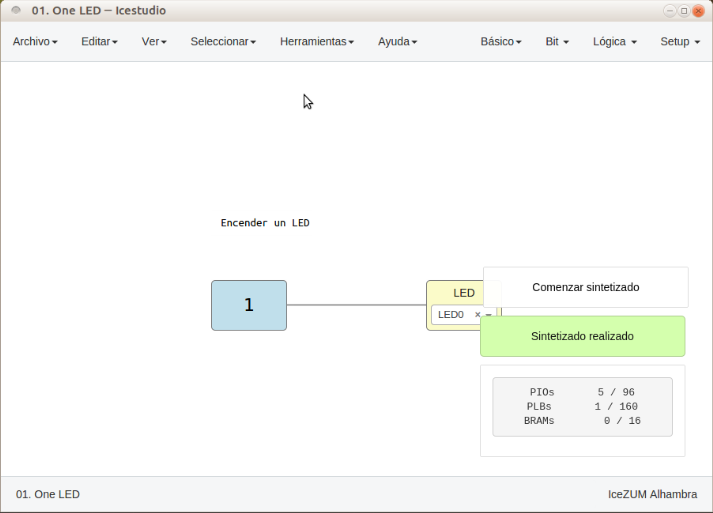 01. One LED — Icestudio
Archivo Editar Ver Seleccionar Herramientas Ayuda Básico Bit Lógica Setup
Encender un LED
1
LED
LED0 ×
Comenzar sintetizado
Sintetizado realizado
PIOs 5 / 96
PLBs 1 / 160
BRAMs 0 / 16
01. One LED IceZUM Alhambra